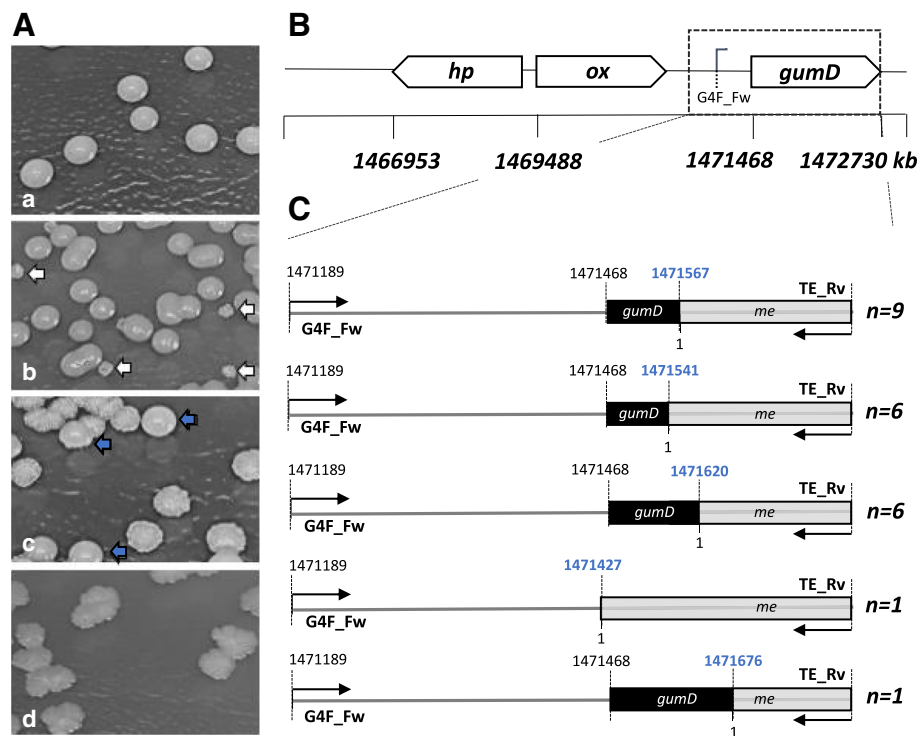 A
a
b
c
d
B
hp ox gumD
G4F_Fw
1466953 1469488 1471468 1472730 kb
C
1471189 1471468 1471567
TE_Rv
gumD me n=9
G4F_Fw
1
1471189 1471468 1471541
TE_Rv
gumD me n=6
G4F_Fw
1
1471189 1471468 1471620
TE_Rv
gumD me n=6
G4F_Fw
1
1471189 1471427
TE_Rv
me n=1
G4F_Fw
1
1471189 1471468 1471676
TE_Rv
gumD me n=1
G4F_Fw
1